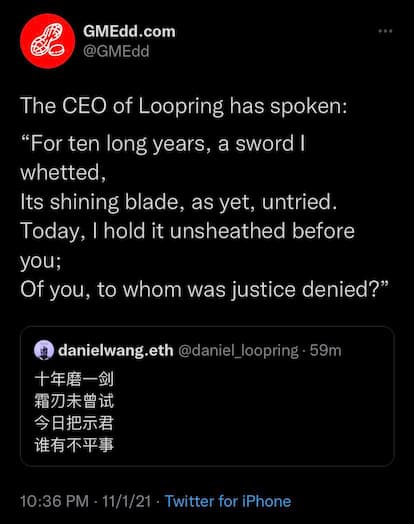 GMEdd.com
@GMEdd
The CEO of Loopring has spoken:
“For ten long years, a sword I
whetted,
Its shining blade, as yet, untried.
Today, I hold it unsheathed before
you;
Of you, to whom was justice denied?”
danielwang.eth @daniel_loopring · 59m
十年磨一剑
霜刃未曾试
今日把示君
谁有不平事
10:36 PM · 11/1/21 · Twitter for iPhone